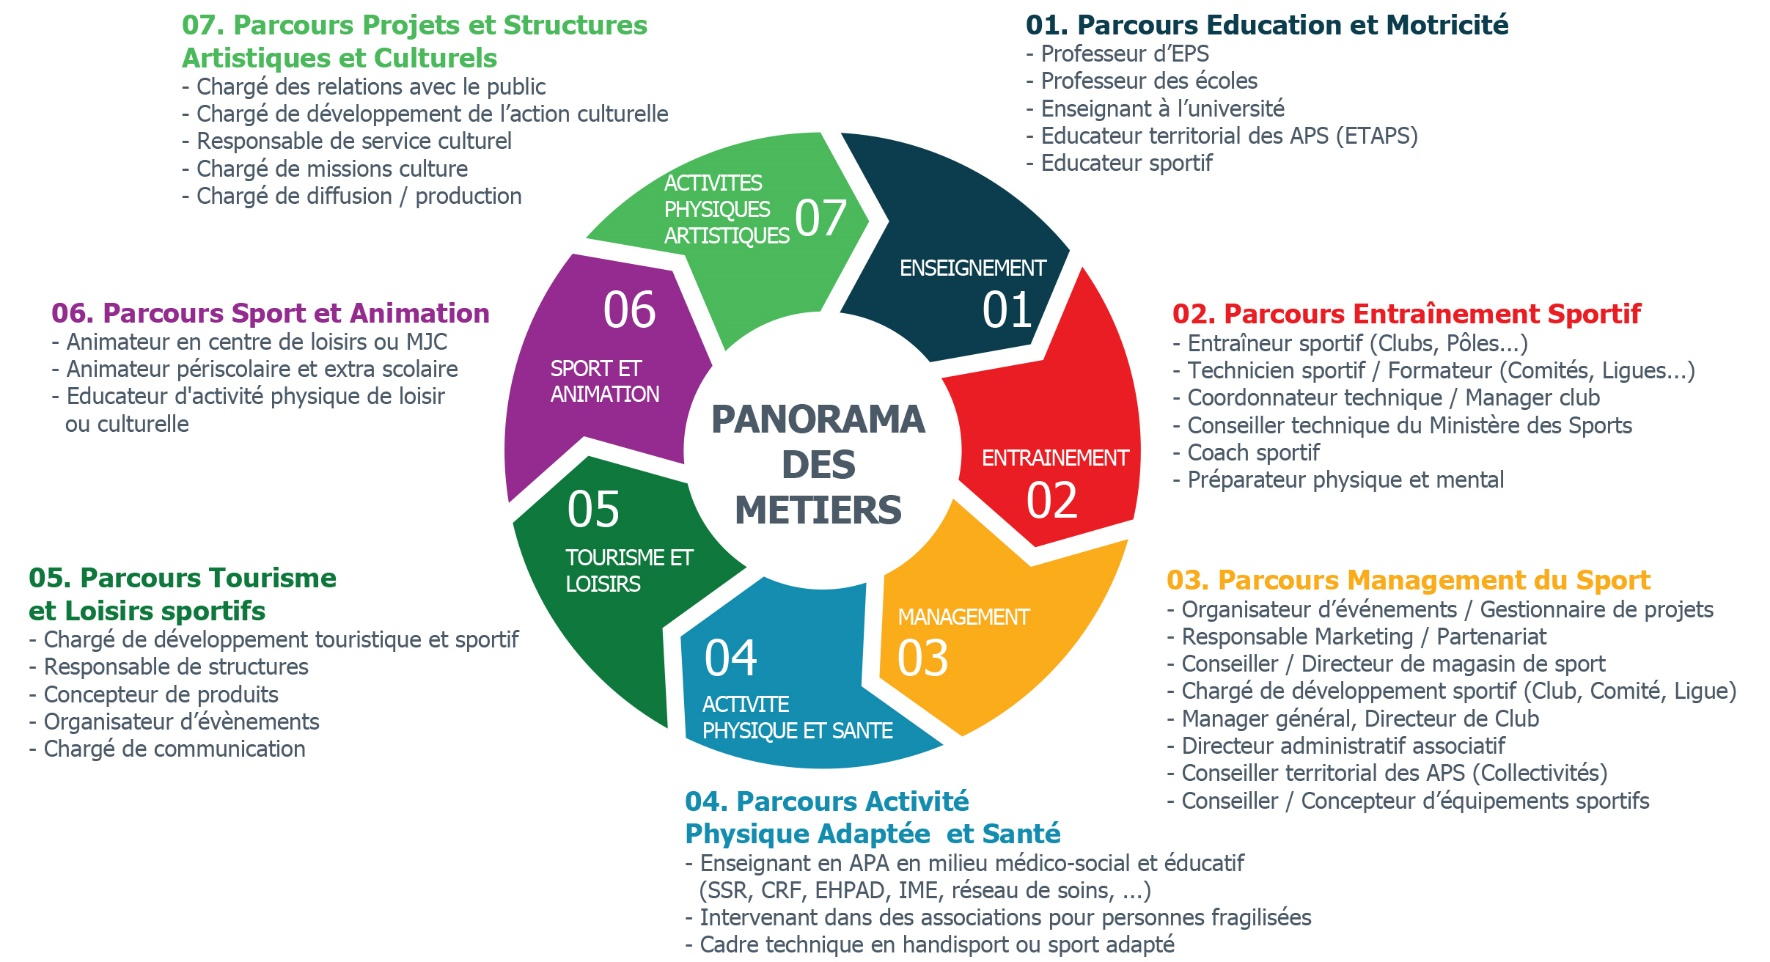 07. Parcours Projets et Structures
Artistiques et Culturels
- Chargé des relations avec le public
- Chargé de développement de l’action culturelle
- Responsable de service culturel
- Chargé de missions culture
- Chargé de diffusion / production
01. Parcours Education et Motricité
- Professeur d’EPS
- Professeur des écoles
- Enseignant à l’université
- Educateur territorial des APS (ETAPS)
- Educateur sportif
06. Parcours Sport et Animation
- Animateur en centre de loisirs ou MJC
- Animateur périscolaire et extra scolaire
- Educateur d'activité physique de loisir
ou culturelle
02. Parcours Entraînement Sportif
- Entraîneur sportif (Clubs, Pôles...)
- Technicien sportif / Formateur (Comités, Ligues...)
- Coordonnateur technique / Manager club
- Conseiller technique du Ministère des Sports
- Coach sportif
- Préparateur physique et mental
05. Parcours Tourisme
et Loisirs sportifs
- Chargé de développement touristique et sportif
- Responsable de structures
- Concepteur de produits
- Organisateur d’évènements
- Chargé de communication
03. Parcours Management du Sport
- Organisateur d’événements / Gestionnaire de projets
- Responsable Marketing / Partenariat
- Conseiller / Directeur de magasin de sport
- Chargé de développement sportif (Club, Comité, Ligue)
- Manager général, Directeur de Club
- Directeur administratif associatif
- Conseiller territorial des APS (Collectivités)
- Conseiller / Concepteur d’équipements sportifs
04. Parcours Activité
Physique Adaptée et Santé
- Enseignant en APA en milieu médico-social et éducatif
(SSR, CRF, EHPAD, IME, réseau de soins, ...)
- Intervenant dans des associations pour personnes fragilisées
- Cadre technique en handisport ou sport adapté
PANORAMA
DES
METIERS
ENSEIGNEMENT
01
ENTRAINEMENT
02
MANAGEMENT
03
04
ACTIVITE
PHYSIQUE ET SANTE
05
TOURISME ET
LOISIRS
06
SPORT ET
ANIMATION
ACTIVITES
PHYSIQUES
ARTISTIQUES
07